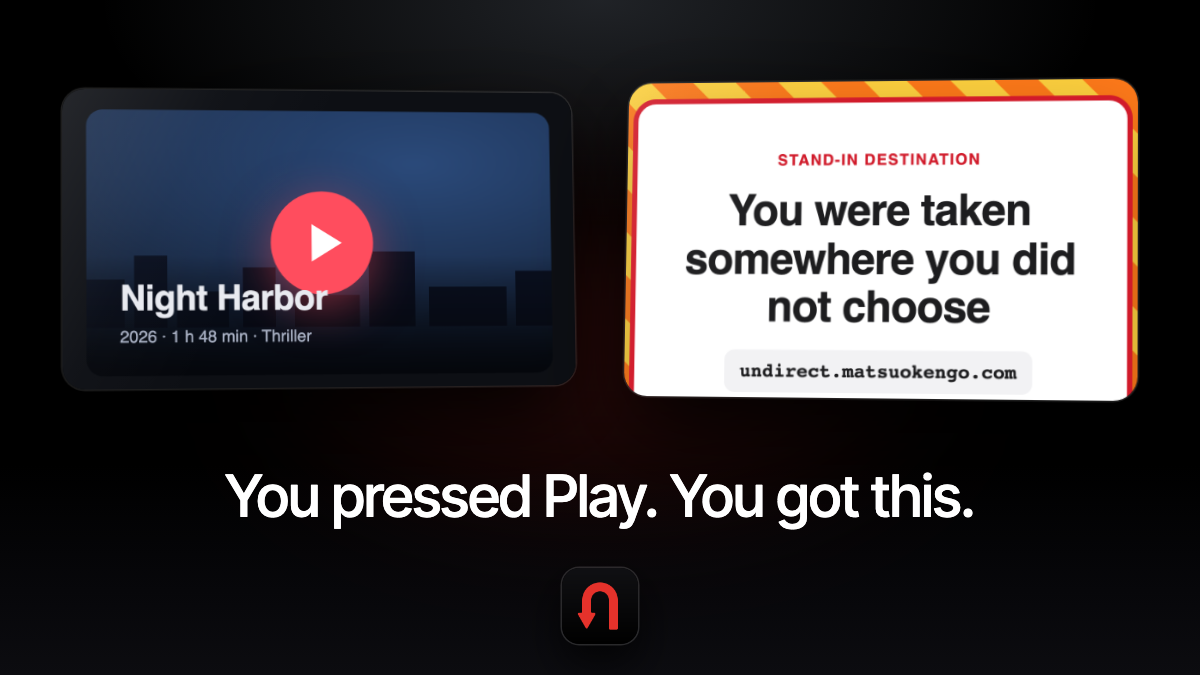 Night Harbor
2026 · 1 h 48 min · Thriller
STAND-IN DESTINATION
You were taken
somewhere you did
not choose
undirect.matsuokengo.com
You pressed Play. You got this.